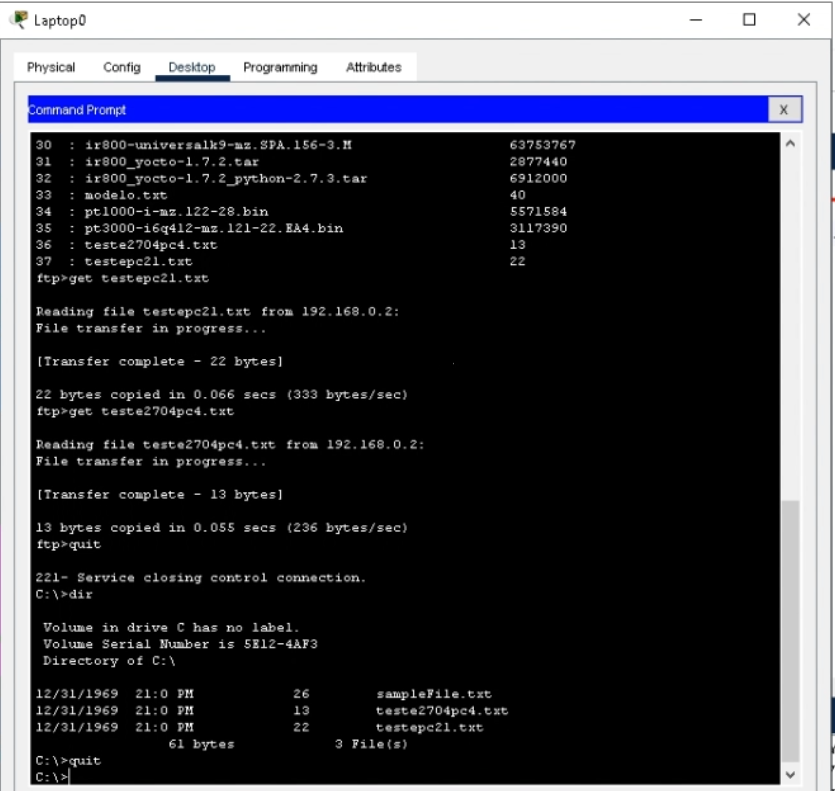 Laptop0
Physical Config Desktop Programming Attributes
Command Prompt X
30 : ir800-universalk9-mz.SPA.156-3.M 63753767
31 : ir800_yocto-1.7.2.tar 2877440
32 : ir800_yocto-1.7.2_python-2.7.3.tar 6912000
33 : modelo.txt 40
34 : pt1000-i-mz.122-28.bin 5571584
35 : pt3000-i6q4l2-mz.121-22.EA4.bin 3117390
36 : teste2704pc4.txt 13
37 : testepc21.txt 22
ftp>get testepc21.txt
Reading file testepc21.txt from 192.168.0.2:
File transfer in progress...
[Transfer complete - 22 bytes]
22 bytes copied in 0.066 secs (333 bytes/sec)
ftp>get teste2704pc4.txt
Reading file teste2704pc4.txt from 192.168.0.2:
File transfer in progress...
[Transfer complete - 13 bytes]
13 bytes copied in 0.055 secs (236 bytes/sec)
ftp>quit
221- Service closing control connection.
C:\>dir
Volume in drive C has no label.
Volume Serial Number is 5E12-4AF3
Directory of C:\
12/31/1969 21:0 PM 26 sampleFile.txt
12/31/1969 21:0 PM 13 teste2704pc4.txt
12/31/1969 21:0 PM 22 testepc21.txt
61 bytes 3 File(s)
C:\>quit
C:\>